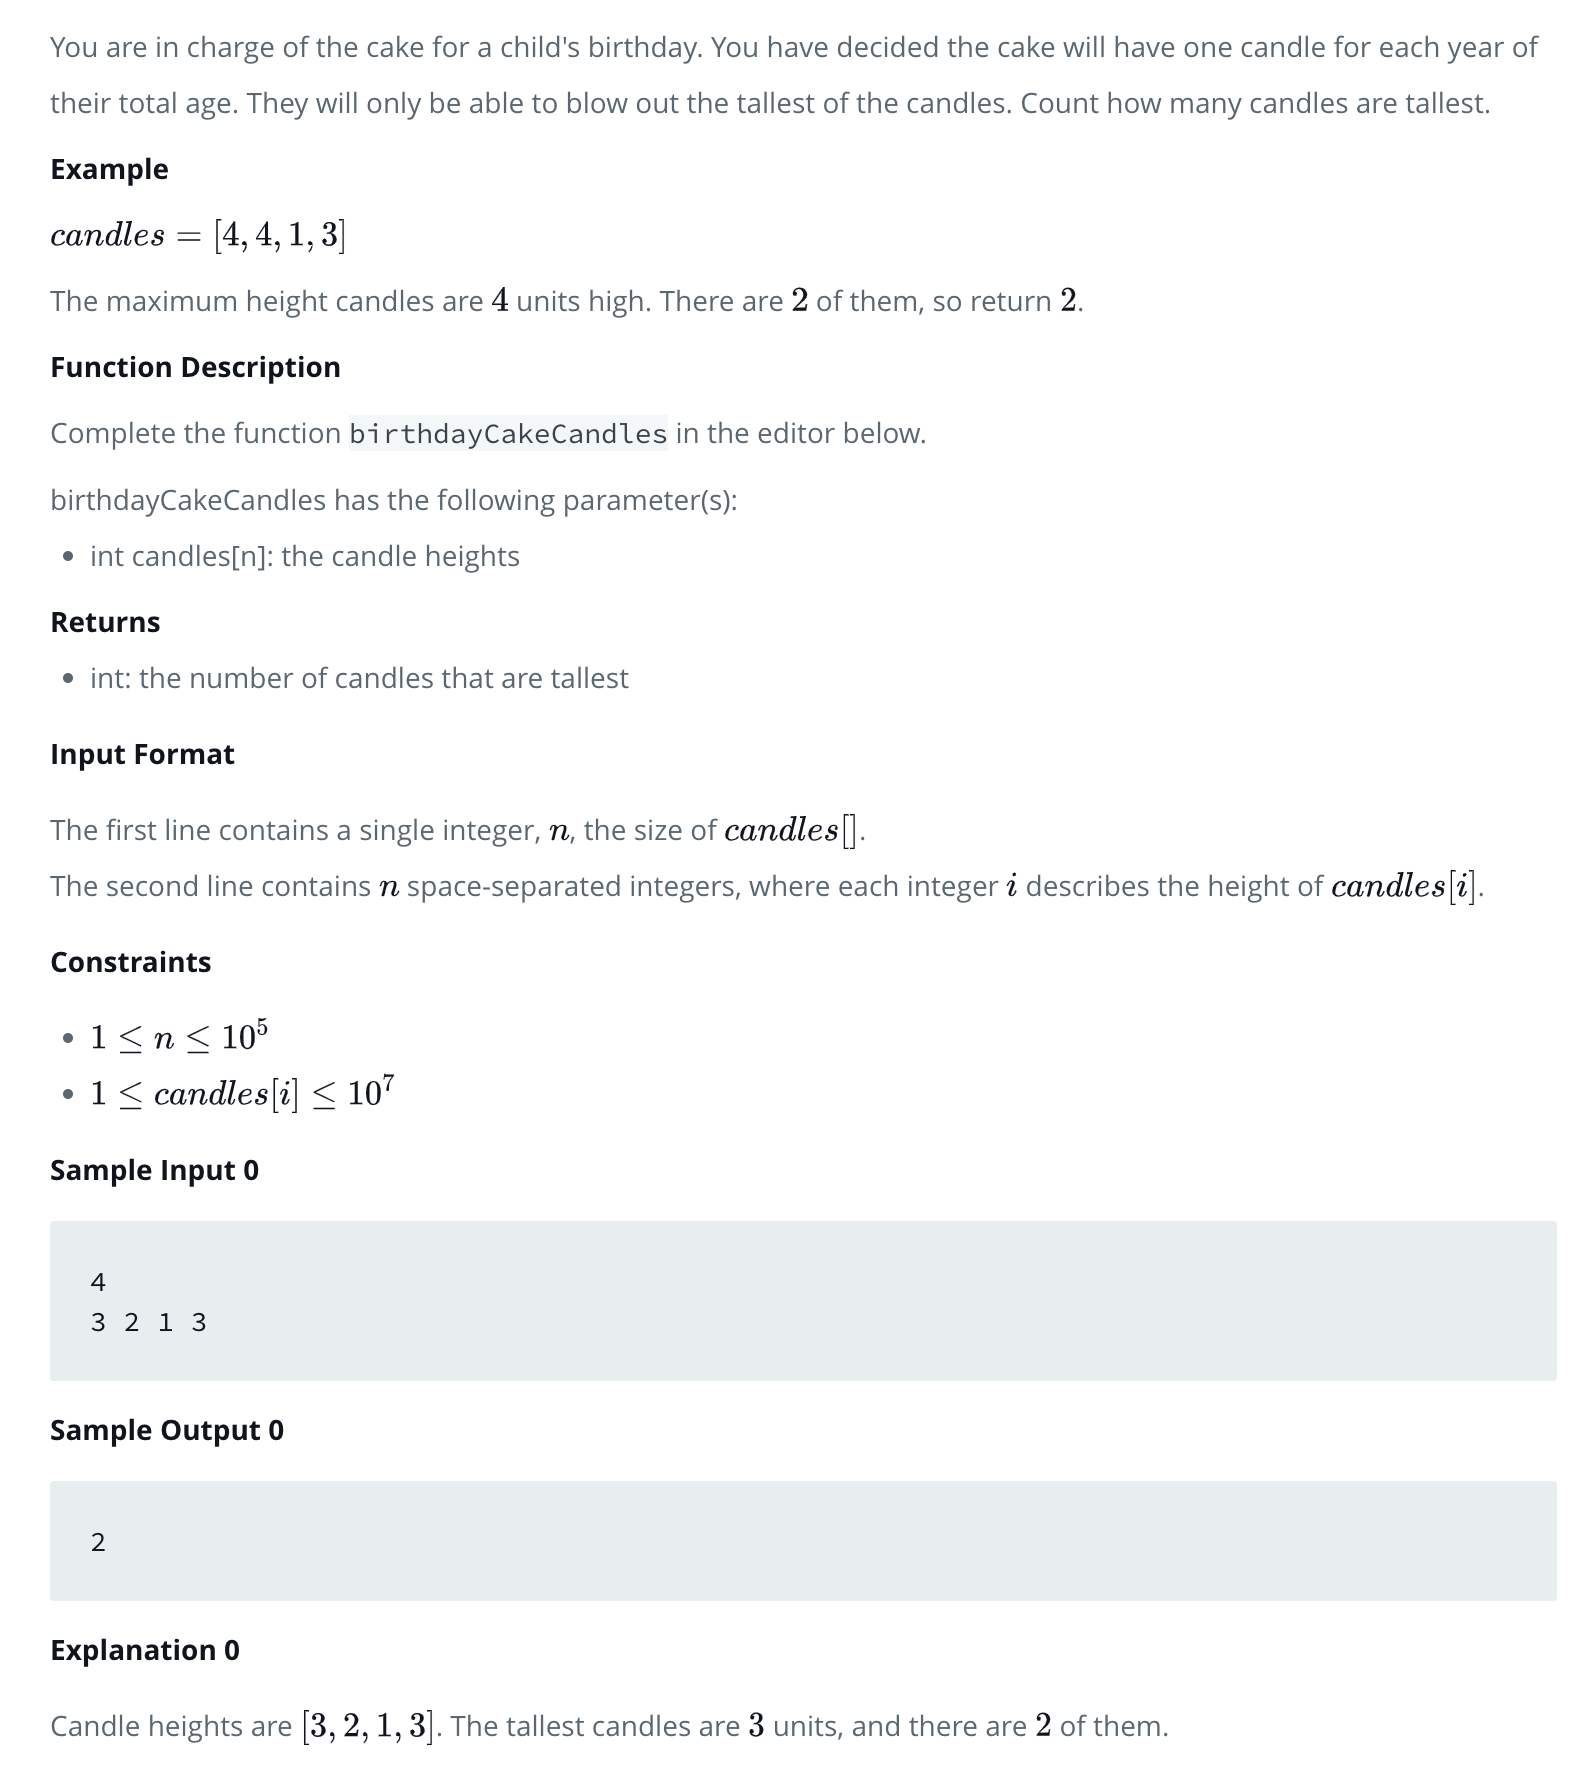 You are in charge of the cake for a child's birthday. You have decided the cake will have one candle for each year of
their total age. They will only be able to blow out the tallest of the candles. Count how many candles are tallest.
Example
candles = [4, 4, 1, 3]
The maximum height candles are 4 units high. There are 2 of them, so return 2.
Function Description
Complete the function birthdayCakeCandles in the editor below.
birthdayCakeCandles has the following parameter(s):
• int candles[n]: the candle heights
Returns
• int: the number of candles that are tallest
Input Format
The first line contains a single integer, n, the size of candles[].
The second line contains n space-separated integers, where each integer i describes the height of candles[i].
Constraints
• 1 ≤ n ≤ 10⁵
• 1 ≤ candles[i] ≤ 10⁷
Sample Input 0
4
3 2 1 3
Sample Output 0
2
Explanation 0
Candle heights are [3, 2, 1, 3]. The tallest candles are 3 units, and there are 2 of them.